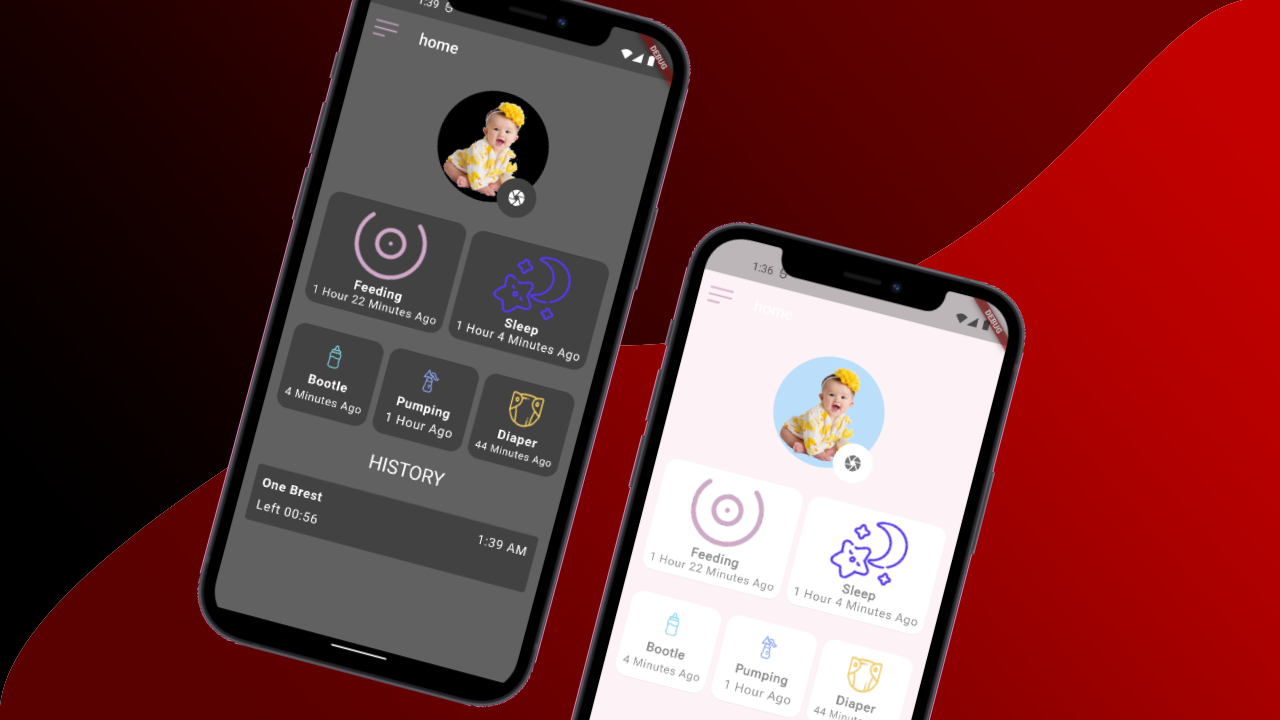 1:39
DEBUG
home
Feeding
1 Hour 22 Minutes Ago
Sleep
1 Hour 4 Minutes Ago
Bootle
4 Minutes Ago
Pumping
1 Hour Ago
Diaper
44 Minutes Ago
HISTORY
One Brest
Left 00:56
1:39 AM
1:36
DEBUG
home
Feeding
1 Hour 22 Minutes Ago
Sleep
1 Hour 4 Minutes Ago
Bootle
4 Minutes Ago
Pumping
1 Hour Ago
Diaper
44 Minutes Ago